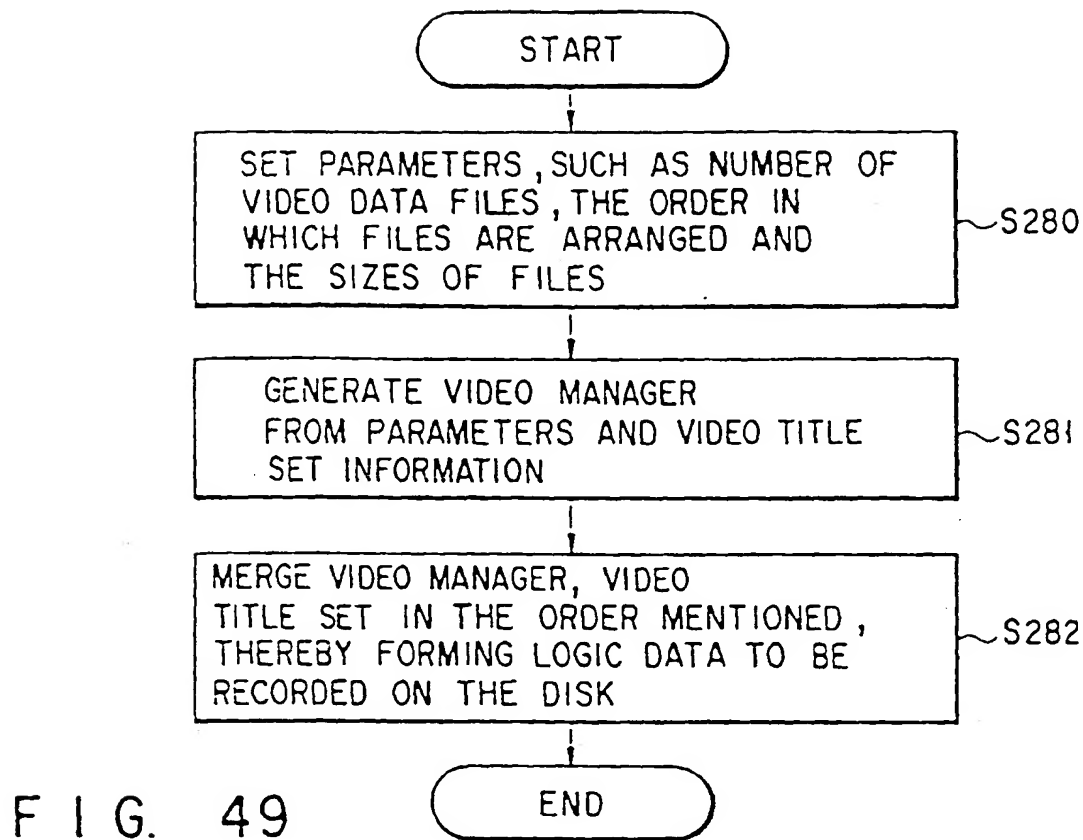 START
SET PARAMETERS, SUCH AS NUMBER OF
VIDEO DATA FILES, THE ORDER IN
WHICH FILES ARE ARRANGED AND
THE SIZES OF FILES
S280
GENERATE VIDEO MANAGER
FROM PARAMETERS AND VIDEO TITLE
SET INFORMATION
S281
MERGE VIDEO MANAGER, VIDEO
TITLE SET IN THE ORDER MENTIONED,
THEREBY FORMING LOGIC DATA TO BE
RECORDED ON THE DISK
S282
END
FIG. 49